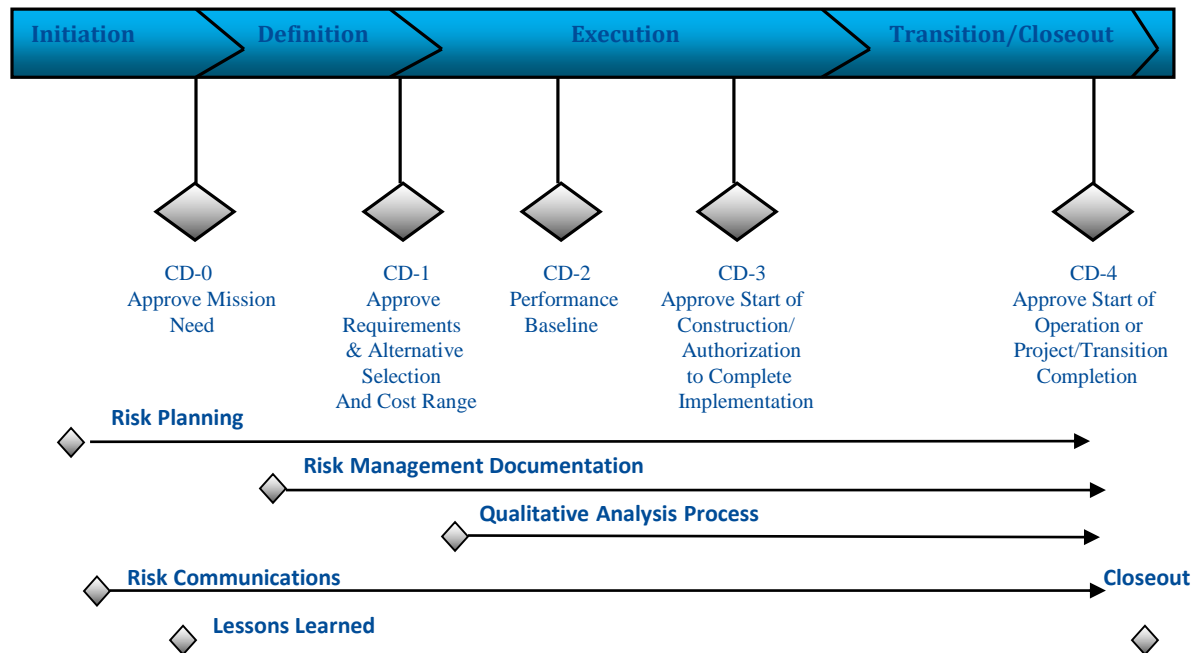 Initiation
Definition
Execution
Transition/Closeout
CD-0
Approve Mission
Need
CD-1
Approve
Requirements
& Alternative
Selection
And Cost Range
CD-2
Performance
Baseline
CD-3
Approve Start of
Construction/
Authorization
to Complete
Implementation
CD-4
Approve Start of
Operation or
Project/Transition
Completion
Risk Planning
Risk Management Documentation
Qualitative Analysis Process
Risk Communications
Closeout
Lessons Learned